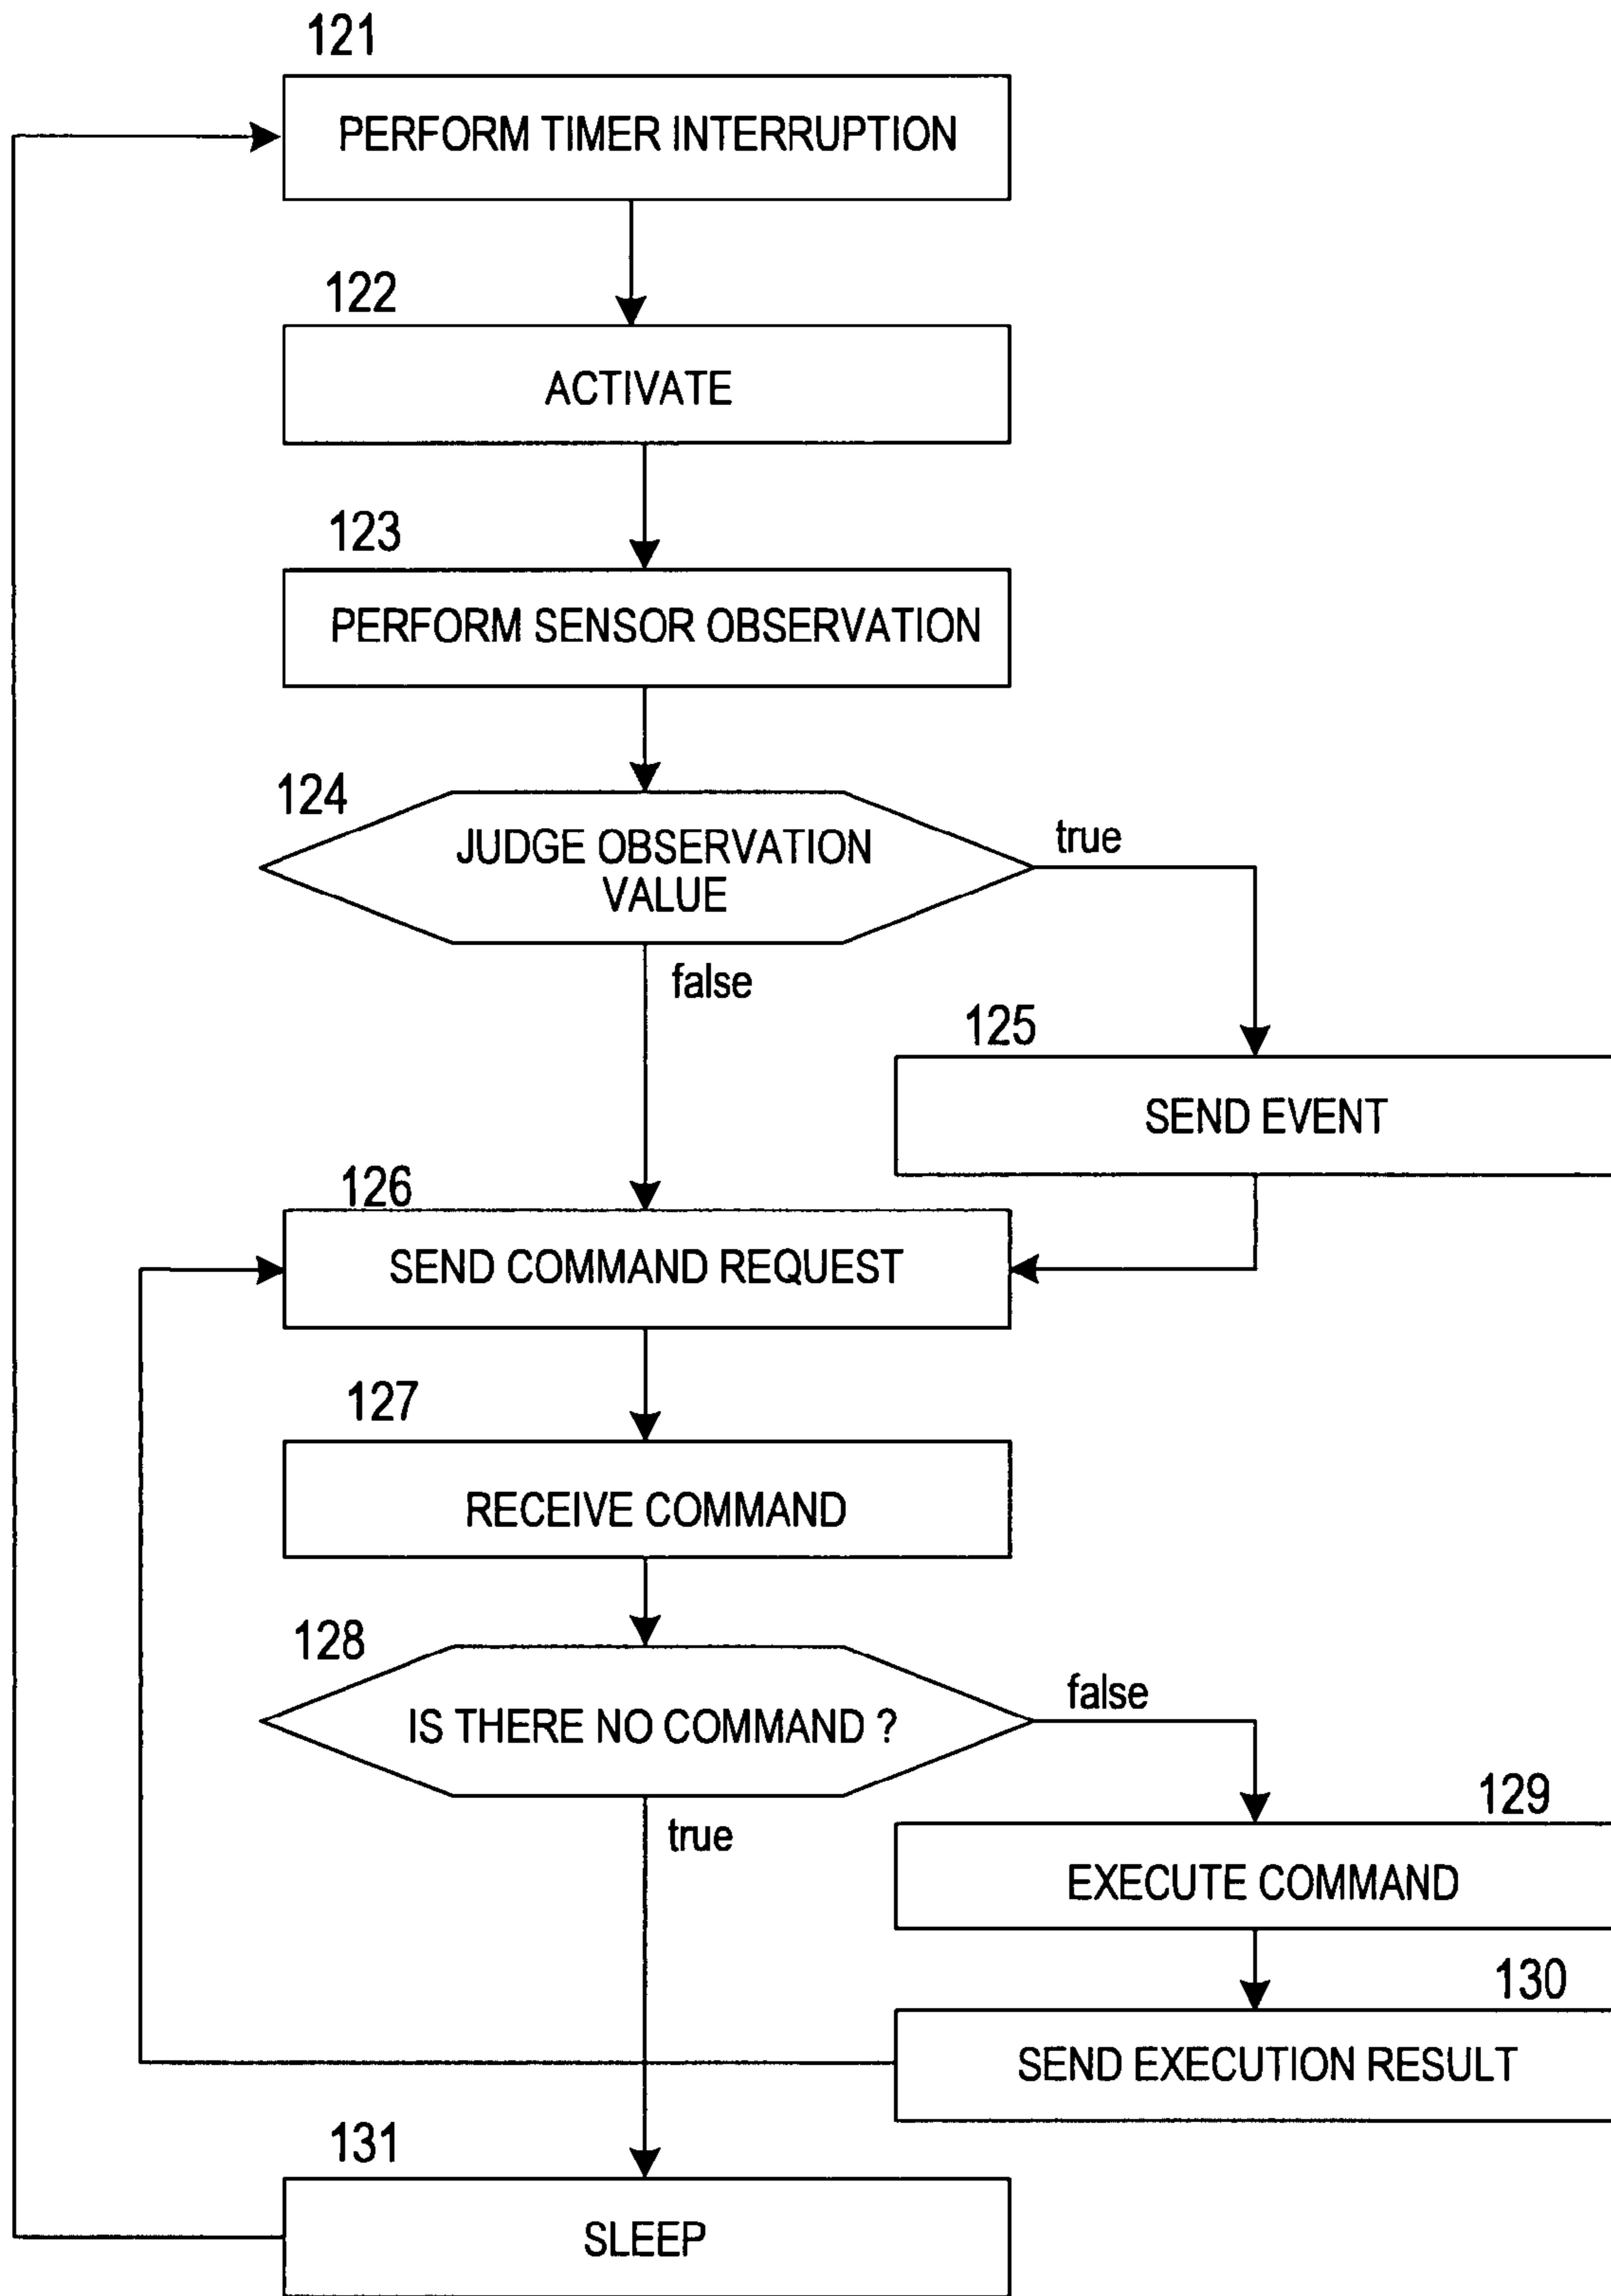 121
PERFORM TIMER INTERRUPTION
122
ACTIVATE
123
PERFORM SENSOR OBSERVATION
124
JUDGE OBSERVATION
VALUE
true
false
125
SEND EVENT
126
SEND COMMAND REQUEST
127
RECEIVE COMMAND
128
IS THERE NO COMMAND ?
false
true
129
EXECUTE COMMAND
130
SEND EXECUTION RESULT
131
SLEEP